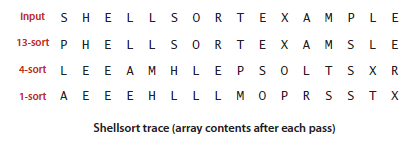 Input S H E L L S O R T E X A M P L E
13-sort P H E L L S O R T E X A M S L E
4-sort L E E A M H L E P S O L T S X R
1-sort A E E E H L L L M O P R S S T X
Shellsort trace (array contents after each pass)